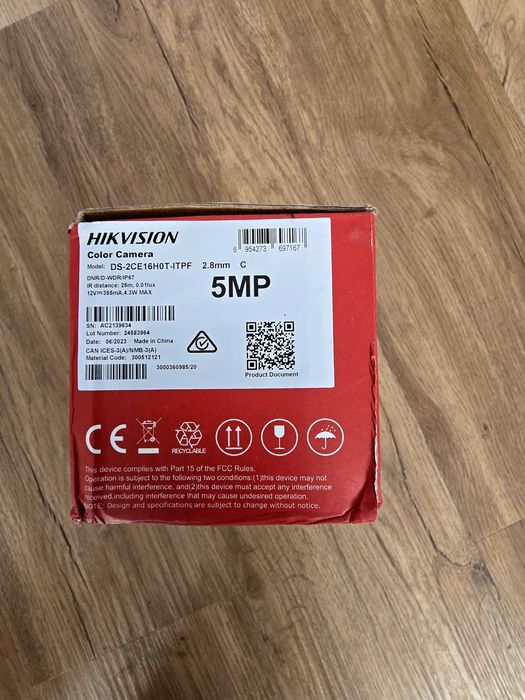 HIKVISION
Color Camera
Model: DS-2CE16H0T-ITPF 2.8mm C
6 954273 697167
DNR/D-WDR/IP67
IR distance: 25m, 0.01lux
12V⎓355mA,4.3W MAX
5MP
SN: AC2139634
Lot Number: 24583964
Date: 06/2023 Made in China
CAN ICES-3(A)/NMB-3(A)
Material Code: 300512121
3000360985/20
Product Document
CE
RECYCLABLE
This device complies with Part 15 of the FCC Rules.
Operation is subject to the following two conditions:(1)this device may not
cause harmful interference, and(2)this device must accept any interference
received,including interference that may cause undesired operation.
NOTE: Design and specifications are subject to change without notice.